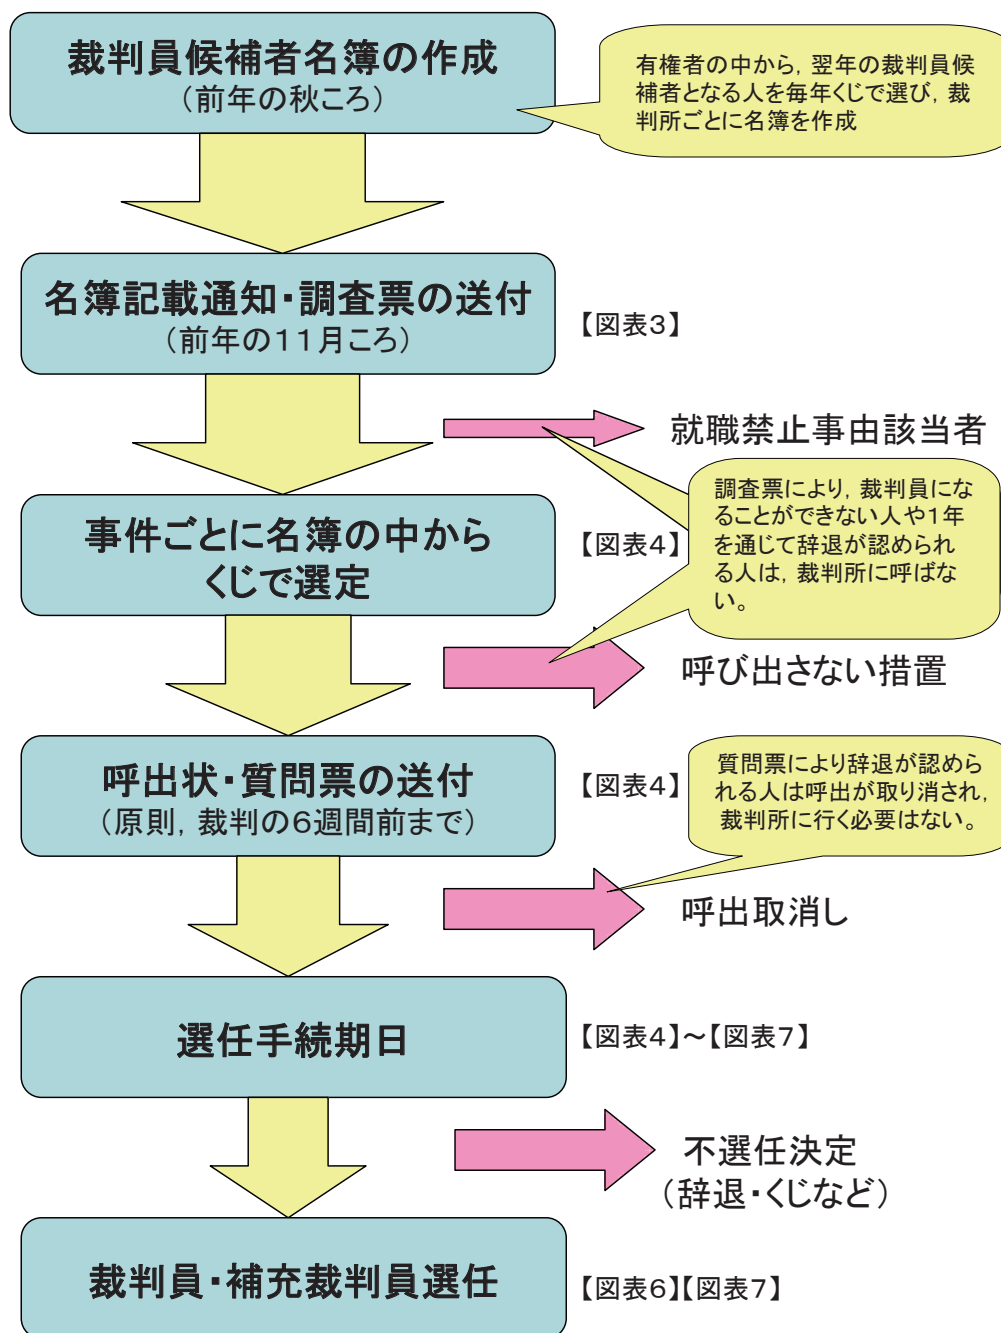 裁判員候補者名簿の作成
（前年の秋ころ）
有権者の中から，翌年の裁判員候
補者となる人を毎年くじで選び，裁
判所ごとに名簿を作成
名簿記載通知・調査票の送付
（前年の１１月ころ）
【図表３】
就職禁止事由該当者
調査票により，裁判員にな
ることができない人や１年
を通じて辞退が認められ
る人は，裁判所に呼ばな
い。
事件ごとに名簿の中から
くじで選定
【図表４】
呼び出さない措置
呼出状・質問票の送付
（原則，裁判の６週間前まで）
【図表４】
質問票により辞退が認めら
れる人は呼出が取り消され，
裁判所に行く必要はない。
呼出取消し
選任手続期日
【図表４】～【図表７】
不選任決定
（辞退・くじなど）
裁判員・補充裁判員選任
【図表６】【図表７】